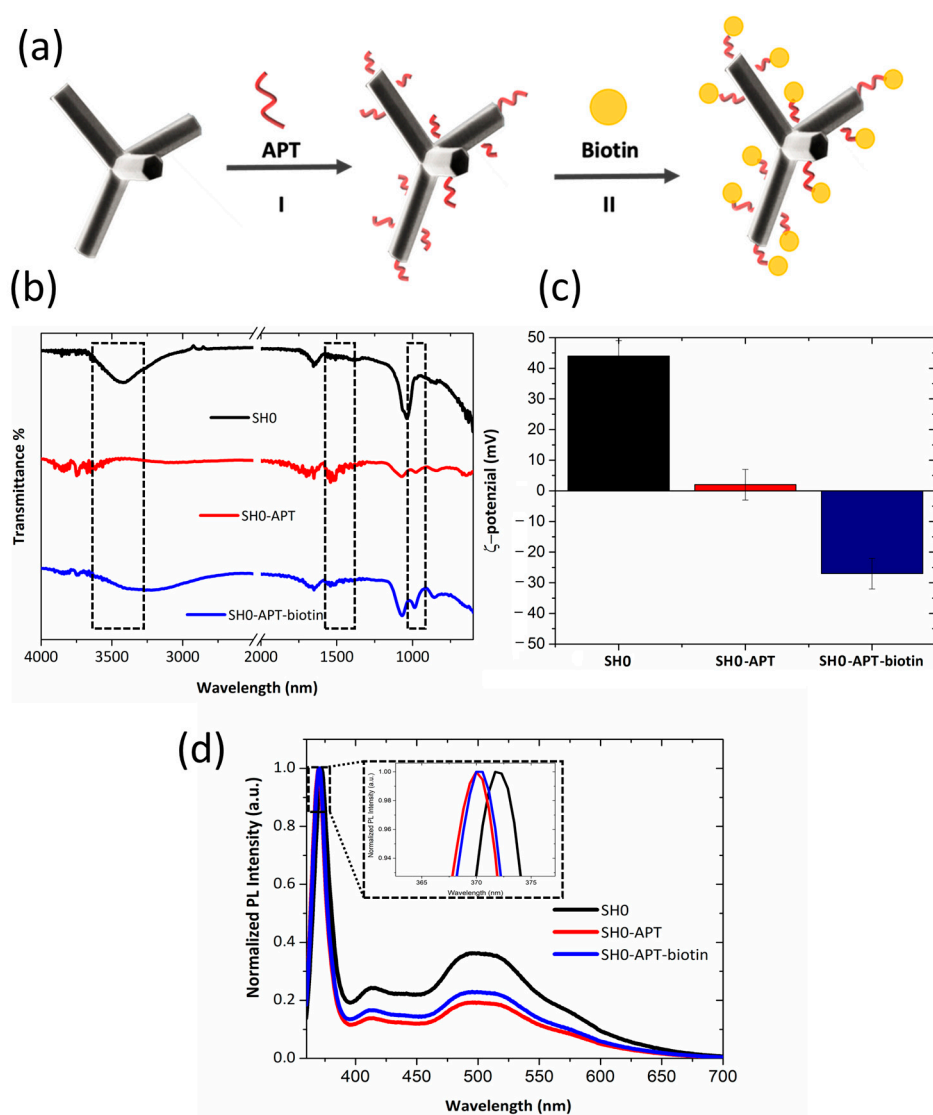 (a)
APT
I
Biotin
II
(b)
Transmittance %
SH0
SH0-APT
SH0-APT-biotin
4000 3500 3000 2000 1500 1000
Wavelength (nm)
(c)
ζ-potenzial (mV)
50
40
30
20
10
0
-10
-20
-30
-40
-50
SH0 SH0-APT SH0-APT-biotin
(d)
Normalized PL Intensity (a.u.)
1.0
0.8
0.6
0.4
0.2
0.0
Normalized PL Intensity (a.u.)
1.00
0.98
0.96
0.94
365 370 375
Wavelength (nm)
SH0
SH0-APT
SH0-APT-biotin
400 450 500 550 600 650 700
Wavelength (nm)